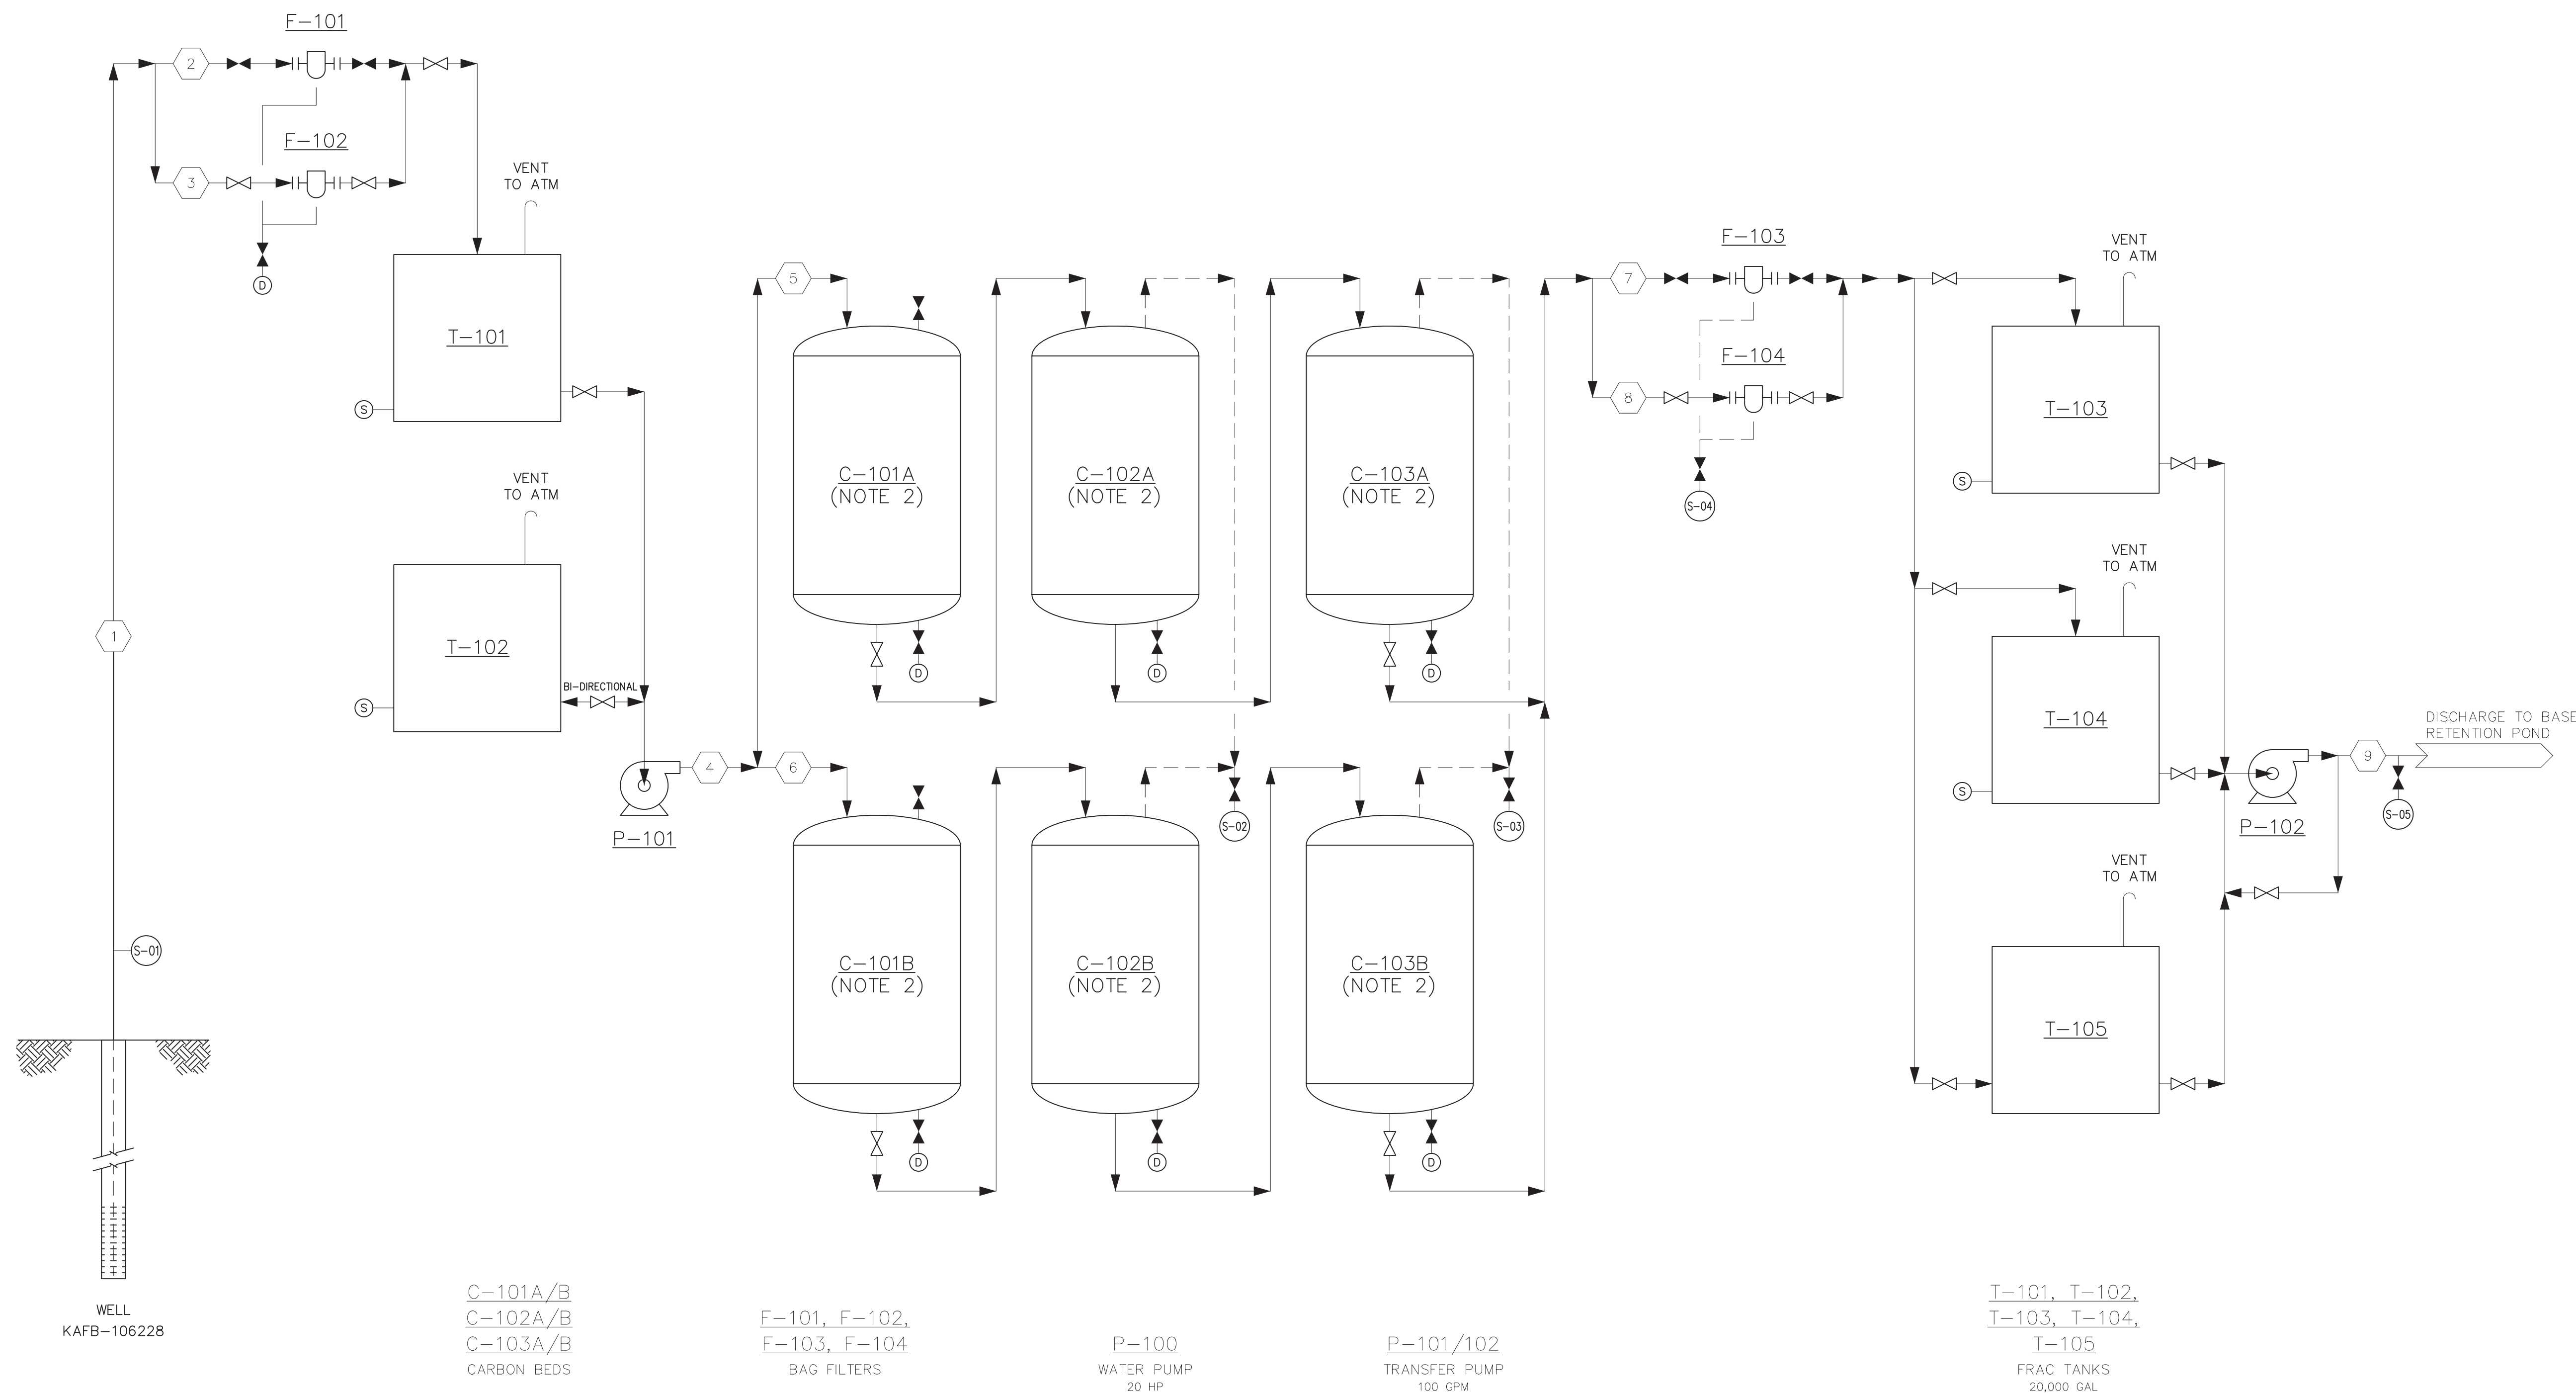 F-101
2
F-102
3
D
VENT
TO ATM
T-101
S
VENT
TO ATM
T-102
BI-DIRECTIONAL
S
1
S-01
WELL
KAFB-106228
4
P-101
5
6
C-101A
(NOTE 2)
D
C-102A
(NOTE 2)
D
C-103A
(NOTE 2)
D
S-02
S-03
C-101B
(NOTE 2)
D
C-102B
(NOTE 2)
D
C-103B
(NOTE 2)
D
F-103
7
F-104
8
S-04
VENT
TO ATM
T-103
S
VENT
TO ATM
T-104
S
VENT
TO ATM
T-105
P-102
9
S-05
DISCHARGE TO BASE
RETENTION POND
C-101A/B
C-102A/B
C-103A/B
CARBON BEDS
F-101, F-102,
F-103, F-104
BAG FILTERS
P-100
WATER PUMP
20 HP
P-101/102
TRANSFER PUMP
100 GPM
T-101, T-102,
T-103, T-104,
T-105
FRAC TANKS
20,000 GAL